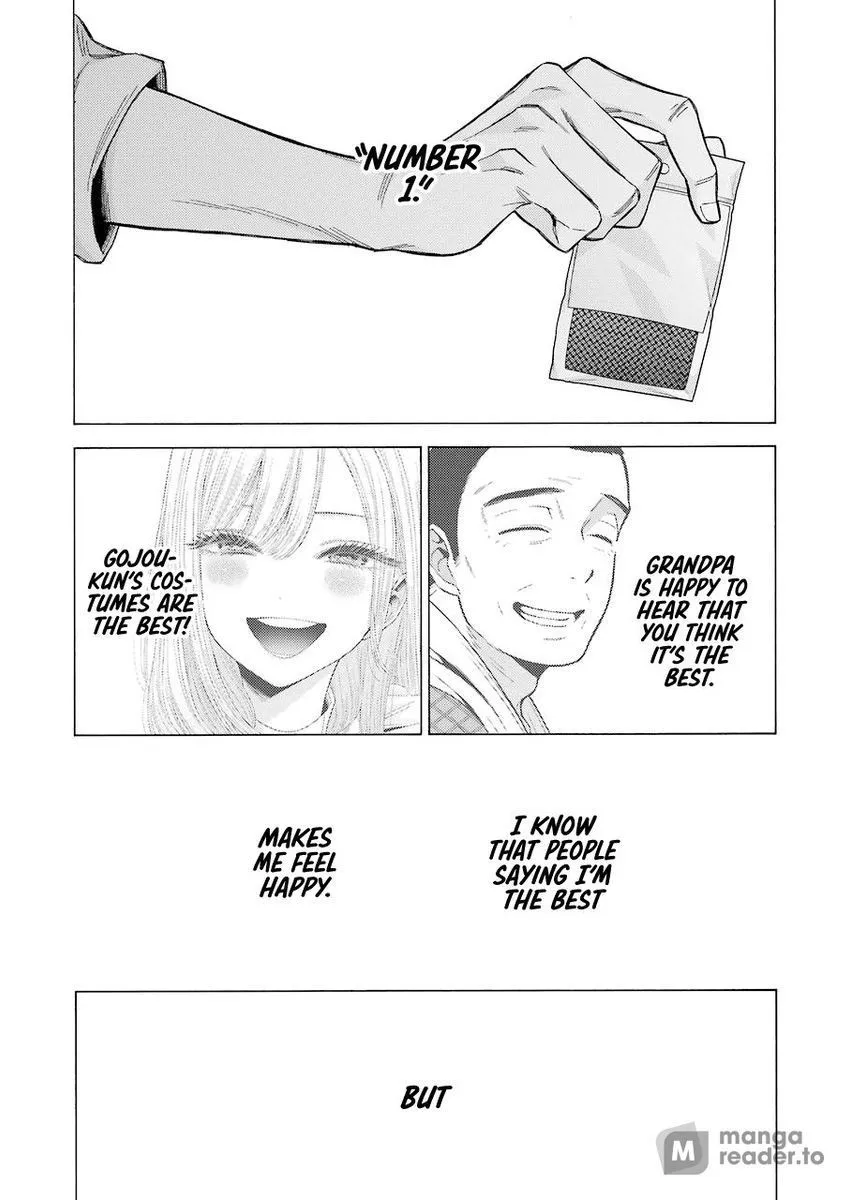 "NUMBER
1."
GRANDPA
IS HAPPY TO
HEAR THAT
YOU THINK
IT'S THE
BEST.
GOJOU-
KUN'S COS-
TUMES ARE
THE BEST!
I KNOW
THAT PEOPLE
SAYING I'M
THE BEST
MAKES
ME FEEL
HAPPY.
BUT
M manga
reader.to